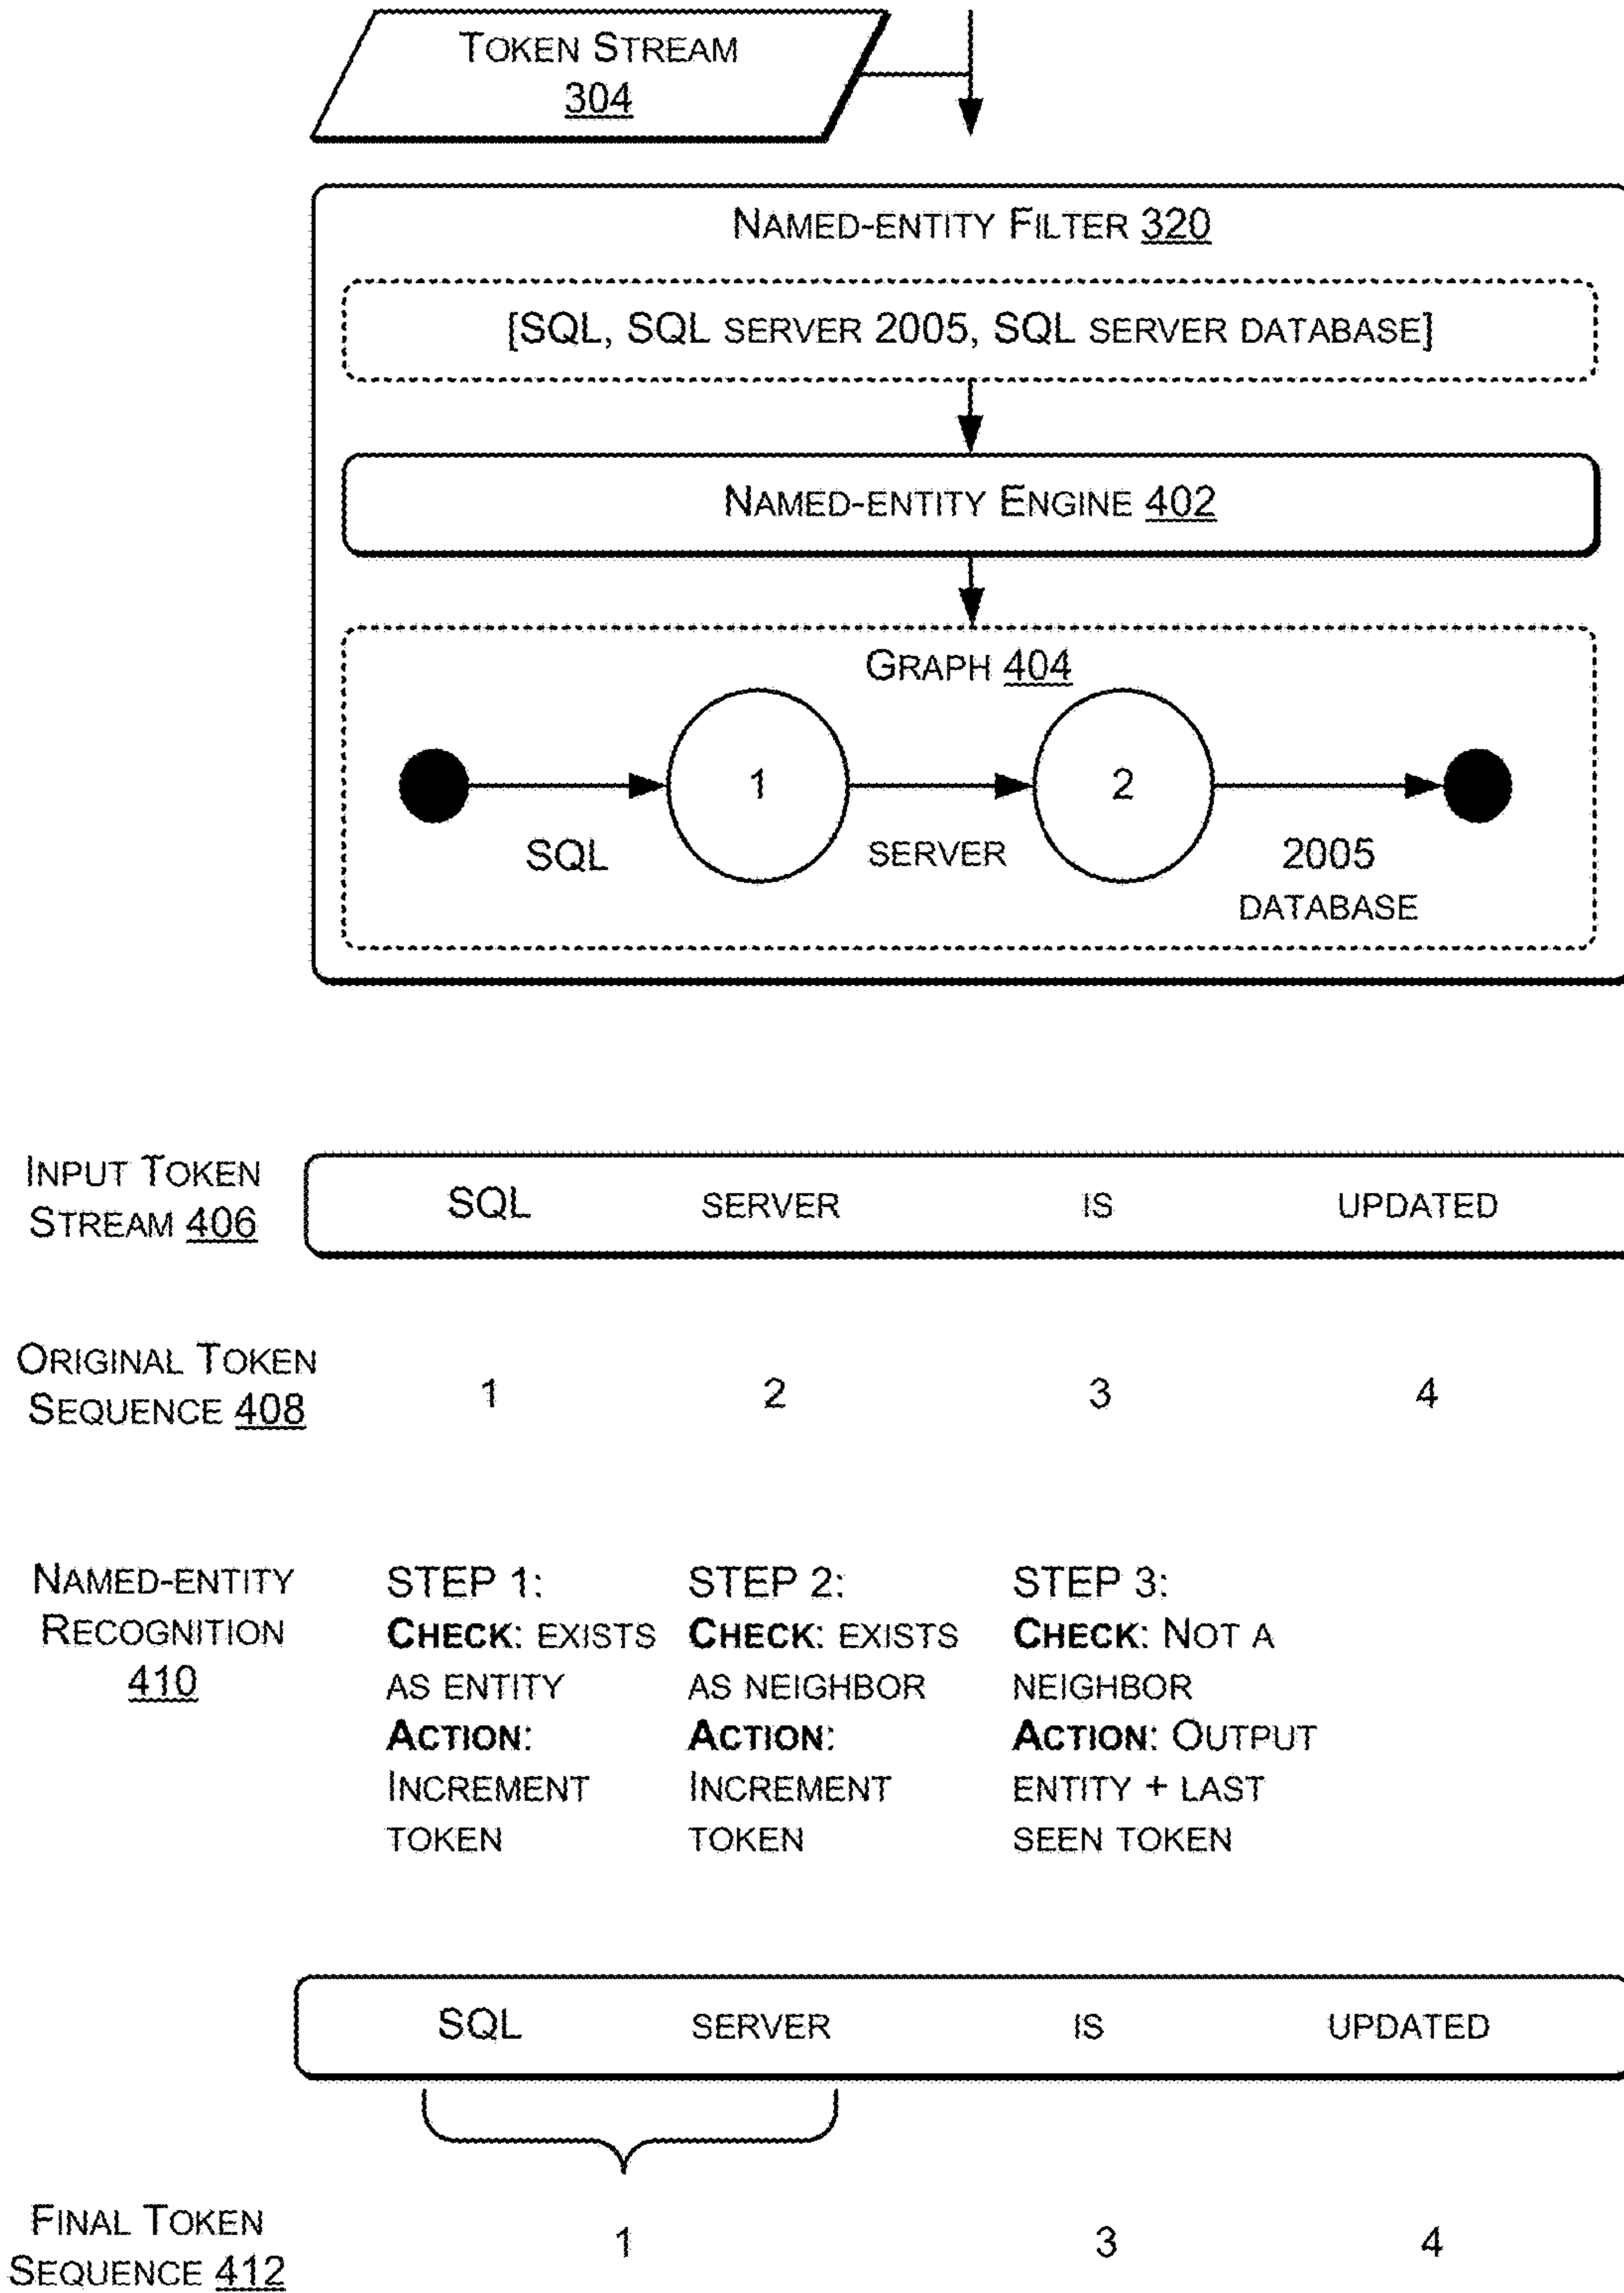 TOKEN STREAM
304
NAMED-ENTITY FILTER 320
[SQL, SQL SERVER 2005, SQL SERVER DATABASE]
NAMED-ENTITY ENGINE 402
GRAPH 404
1
2
SQL
SERVER
2005
DATABASE
INPUT TOKEN
STREAM 406
SQL SERVER IS UPDATED
ORIGINAL TOKEN
SEQUENCE 408
1 2 3 4
NAMED-ENTITY
RECOGNITION
410
STEP 1:
CHECK: EXISTS
AS ENTITY
ACTION:
INCREMENT
TOKEN
STEP 2:
CHECK: EXISTS
AS NEIGHBOR
ACTION:
INCREMENT
TOKEN
STEP 3:
CHECK: NOT A
NEIGHBOR
ACTION: OUTPUT
ENTITY + LAST
SEEN TOKEN
SQL SERVER IS UPDATED
FINAL TOKEN
SEQUENCE 412
1 3 4